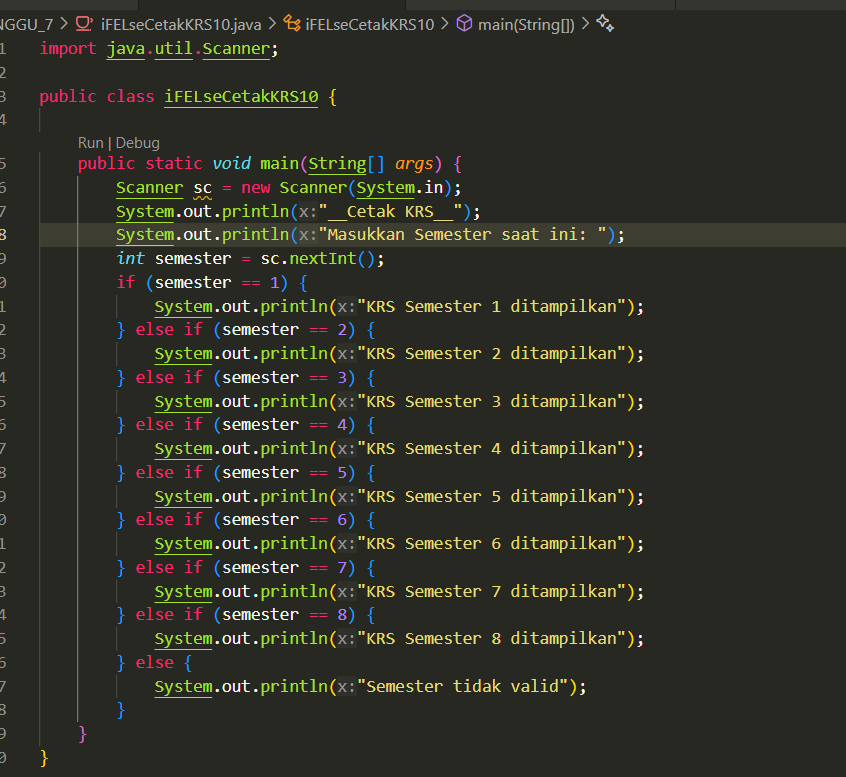 NGGU_7 > iFELseCetakKRS10.java > iFELseCetakKRS10 > main(String[]) >
1 import java.util.Scanner;
2
3 public class iFELseCetakKRS10 {
4
Run | Debug
5 public static void main(String[] args) {
6 Scanner sc = new Scanner(System.in);
7 System.out.println(x:"__Cetak KRS__");
8 System.out.println(x:"Masukkan Semester saat ini: ");
9 int semester = sc.nextInt();
0 if (semester == 1) {
1 System.out.println(x:"KRS Semester 1 ditampilkan");
2 } else if (semester == 2) {
3 System.out.println(x:"KRS Semester 2 ditampilkan");
4 } else if (semester == 3) {
5 System.out.println(x:"KRS Semester 3 ditampilkan");
6 } else if (semester == 4) {
7 System.out.println(x:"KRS Semester 4 ditampilkan");
8 } else if (semester == 5) {
9 System.out.println(x:"KRS Semester 5 ditampilkan");
0 } else if (semester == 6) {
1 System.out.println(x:"KRS Semester 6 ditampilkan");
2 } else if (semester == 7) {
3 System.out.println(x:"KRS Semester 7 ditampilkan");
4 } else if (semester == 8) {
5 System.out.println(x:"KRS Semester 8 ditampilkan");
6 } else {
7 System.out.println(x:"Semester tidak valid");
8 }
9 }
0 }